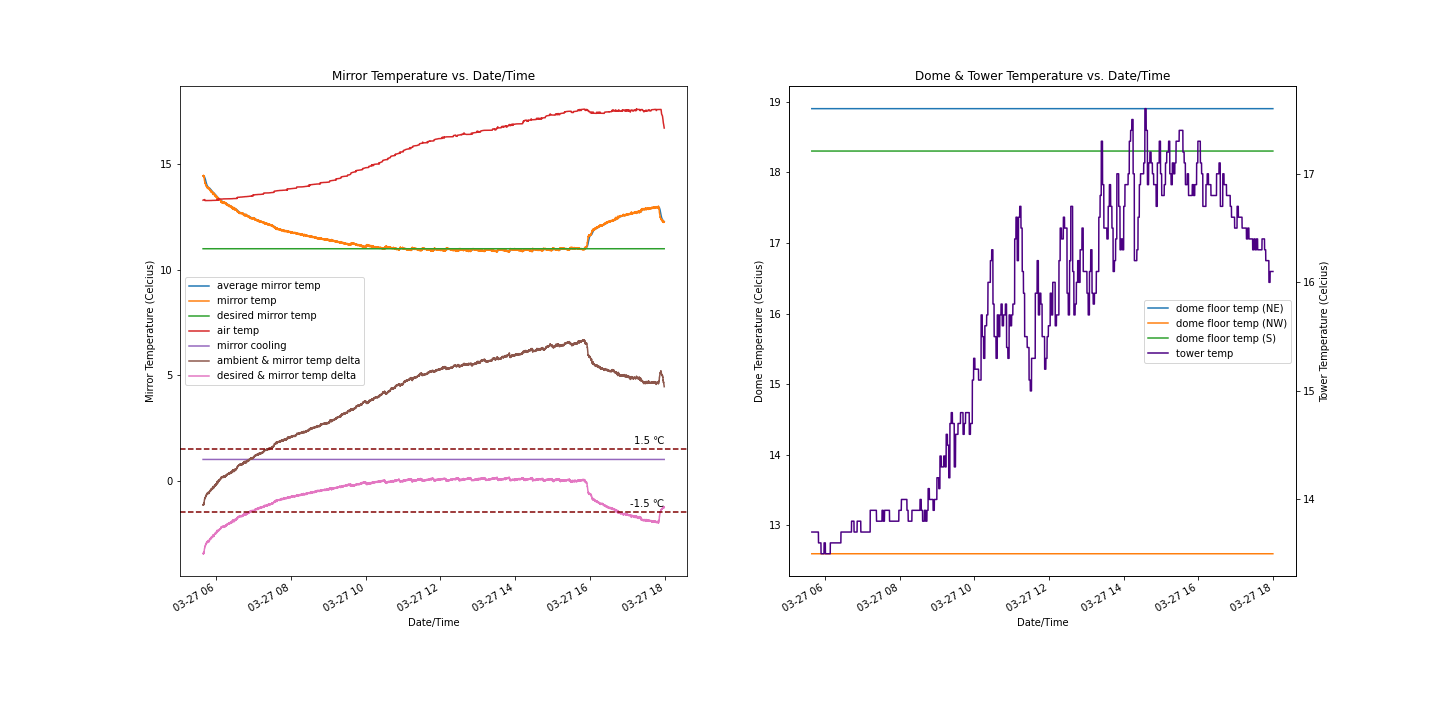 Mirror Temperature vs. Date/Time
Mirror Temperature (Celcius)
15
10
5
0
average mirror temp
mirror temp
desired mirror temp
air temp
mirror cooling
ambient & mirror temp delta
desired & mirror temp delta
1.5 °C
-1.5 °C
03-27 06
03-27 08
03-27 10
03-27 12
03-27 14
03-27 16
03-27 18
Date/Time
Dome & Tower Temperature vs. Date/Time
Dome Temperature (Celcius)
19
18
17
16
15
14
13
dome floor temp (NE)
dome floor temp (NW)
dome floor temp (S)
tower temp
17
16
15
14
Tower Temperature (Celcius)
03-27 06
03-27 08
03-27 10
03-27 12
03-27 14
03-27 16
03-27 18
Date/Time